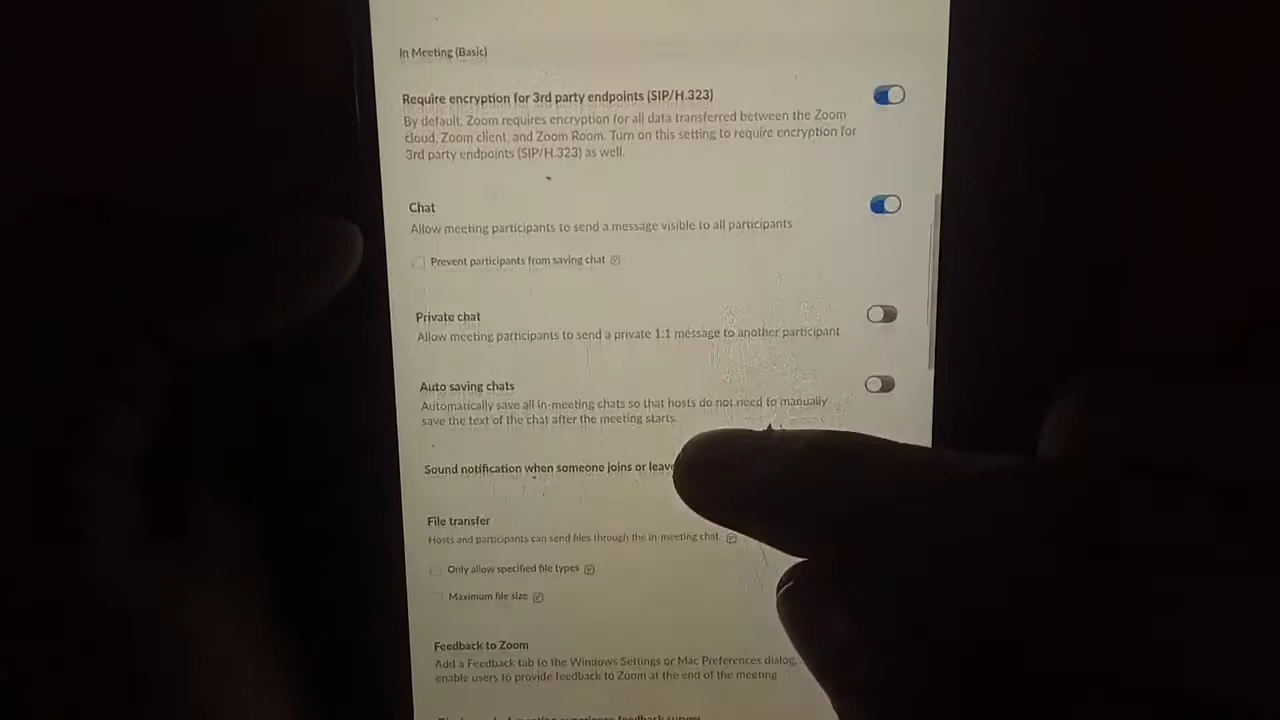 In Meeting (Basic)
Require encryption for 3rd party endpoints (SIP/H.323)
By default, Zoom requires encryption for all data transferred between the Zoom
cloud, Zoom client, and Zoom Room. Turn on this setting to require encryption for
3rd party endpoints (SIP/H.323) as well.
Chat
Allow meeting participants to send a message visible to all participants
Prevent participants from saving chat
Private chat
Allow meeting participants to send a private 1:1 message to another participant
Auto saving chats
Automatically save all in-meeting chats so that hosts do not need to manually
save the text of the chat after the meeting starts.
Sound notification when someone joins or leave
File transfer
Hosts and participants can send files through the in-meeting chat.
Only allow specified file types
Maximum file size
Feedback to Zoom
Add a Feedback tab to the Windows Settings or Mac Preferences dialog,
enable users to provide feedback to Zoom at the end of the meeting